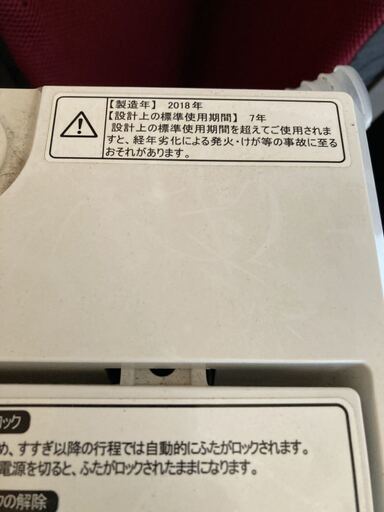 【製造年】 2018年
【設計上の標準使用期間】 7年
設計上の標準使用期間を超えてご使用されま
すと、経年劣化による発火・けが等の事故に至る
おそれがあります。
ロック
め、すすぎ以降の行程では自動的にふたがロックされます。
電源を切ると、ふたがロックされたままになります。
クの解除